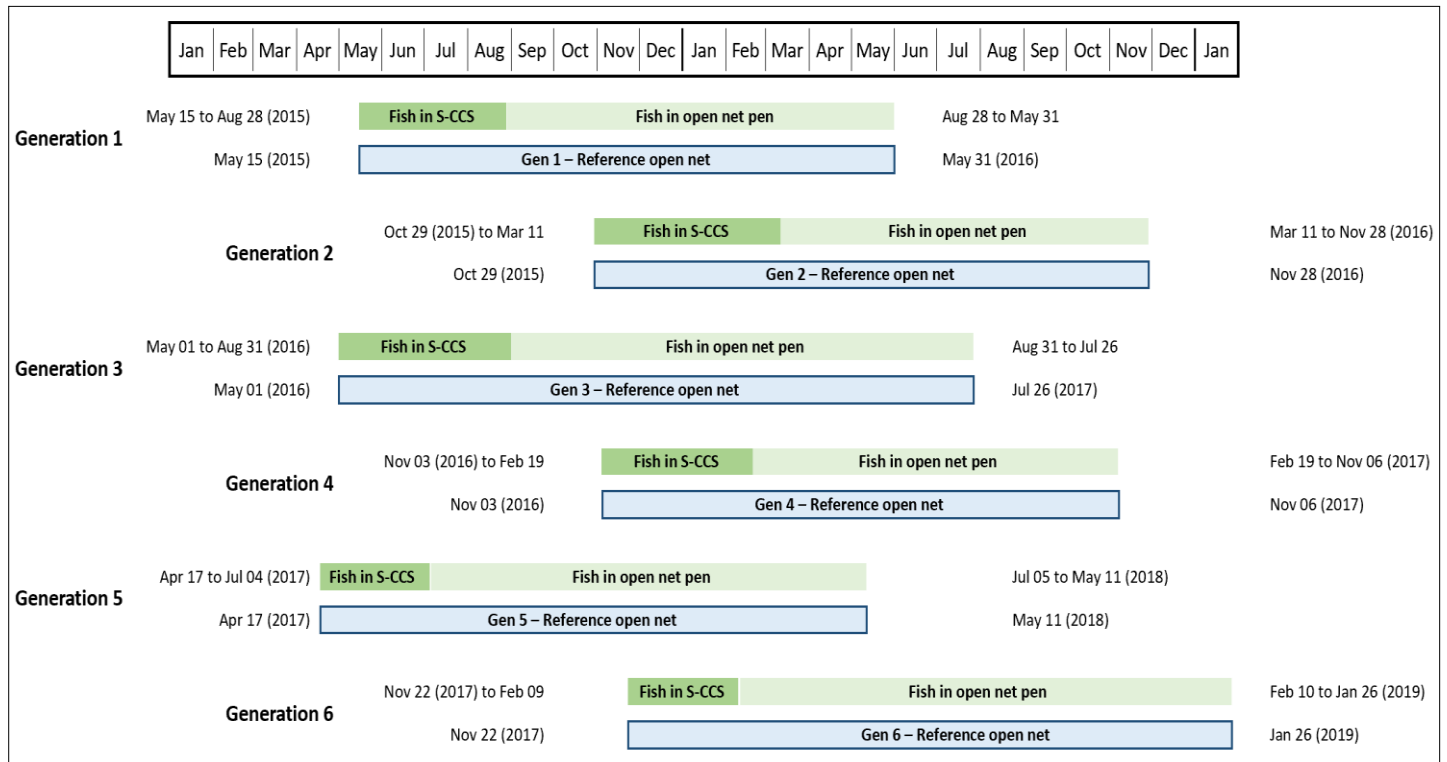 Jan Feb Mar Apr May Jun Jul Aug Sep Oct Nov Dec Jan Feb Mar Apr May Jun Jul Aug Sep Oct Nov Dec Jan
Generation 1
May 15 to Aug 28 (2015) Fish in S-CCS Fish in open net pen Aug 28 to May 31
May 15 (2015) Gen 1 – Reference open net May 31 (2016)
Generation 2
Oct 29 (2015) to Mar 11 Fish in S-CCS Fish in open net pen Mar 11 to Nov 28 (2016)
Oct 29 (2015) Gen 2 – Reference open net Nov 28 (2016)
Generation 3
May 01 to Aug 31 (2016) Fish in S-CCS Fish in open net pen Aug 31 to Jul 26
May 01 (2016) Gen 3 – Reference open net Jul 26 (2017)
Generation 4
Nov 03 (2016) to Feb 19 Fish in S-CCS Fish in open net pen Feb 19 to Nov 06 (2017)
Nov 03 (2016) Gen 4 – Reference open net Nov 06 (2017)
Generation 5
Apr 17 to Jul 04 (2017) Fish in S-CCS Fish in open net pen Jul 05 to May 11 (2018)
Apr 17 (2017) Gen 5 – Reference open net May 11 (2018)
Generation 6
Nov 22 (2017) to Feb 09 Fish in S-CCS Fish in open net pen Feb 10 to Jan 26 (2019)
Nov 22 (2017) Gen 6 – Reference open net Jan 26 (2019)